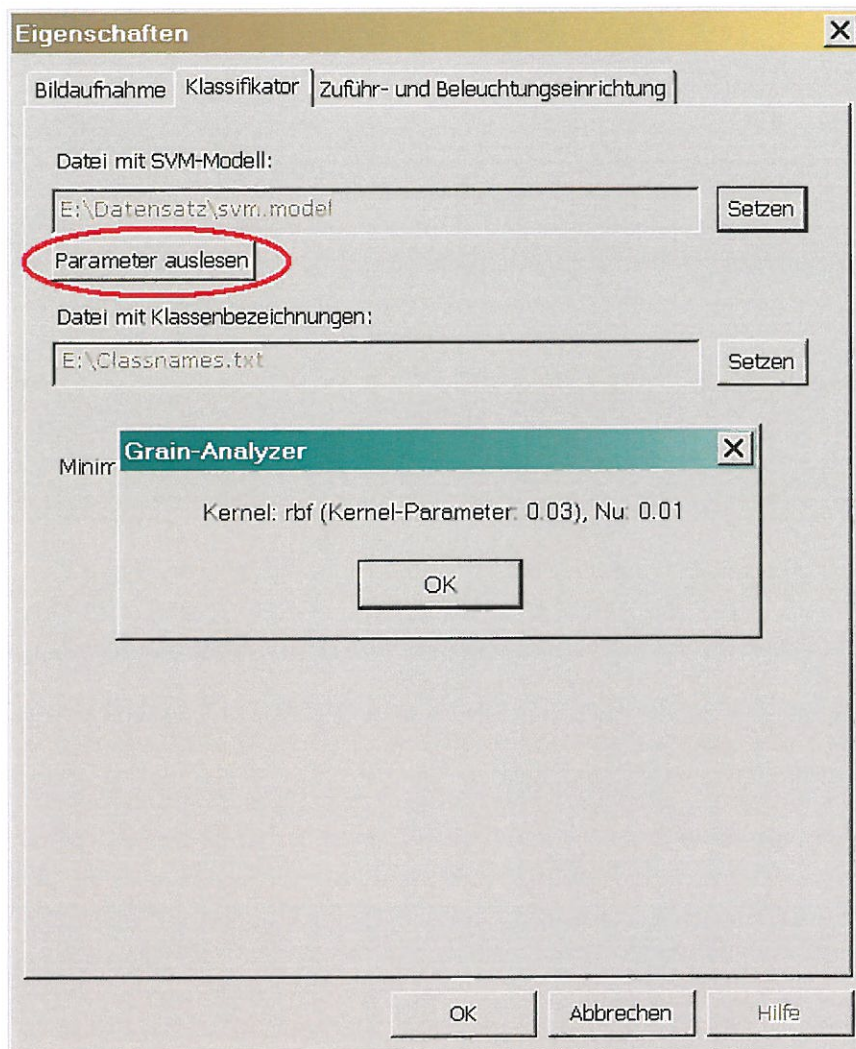 Eigenschaften
Bildaufnahme Klassifikator Zuführ- und Beleuchtungseinrichtung
Datei mit SVM-Modell:
E:\Datensatz\svm.model Setzen
Parameter auslesen
Datei mit Klassenbezeichnungen:
E:\Classnames.txt Setzen
Grain-Analyzer
Kernel: rbf (Kernel-Parameter: 0.03), Nu: 0.01
OK
OK Abbrechen Hilfe